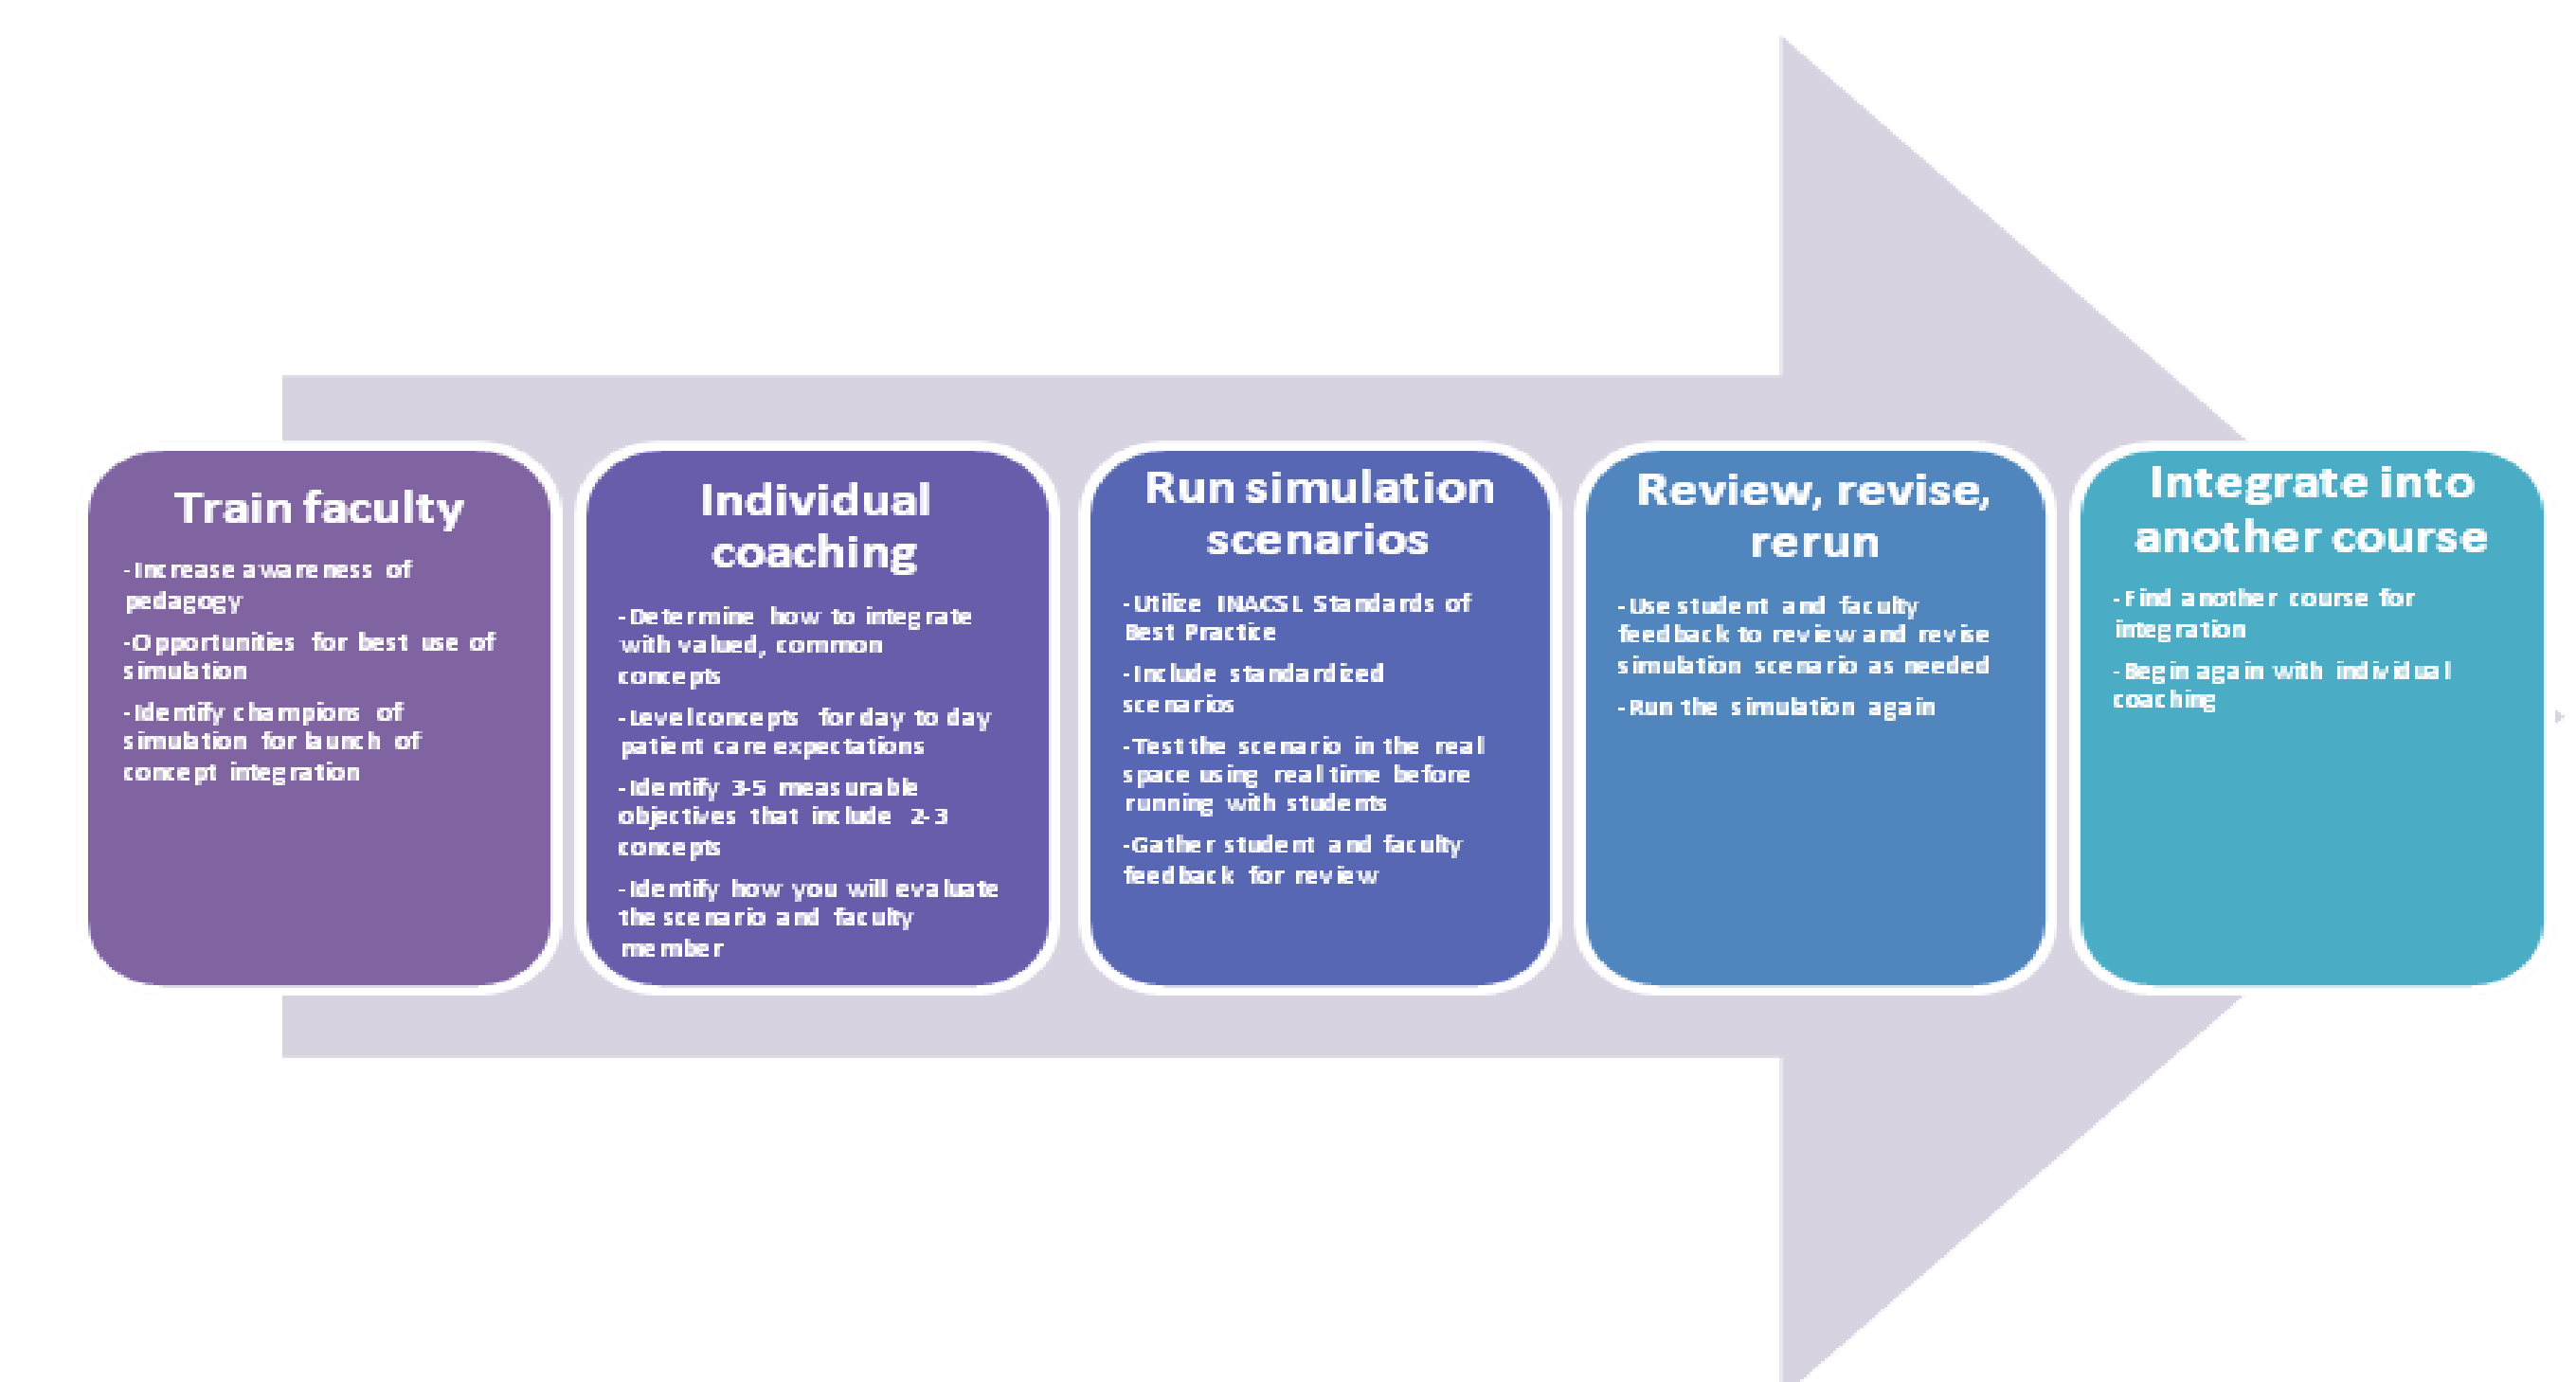 Train faculty
-Increase awareness of
pedagogy
-Opportunities for best use of
simulation
-Identify champions of
simulation for launch of
concept integration
Individual
coaching
-Determine how to integrate
with valued, common
concepts
-Level concepts for day to day
patient care expectations
-Identify 3-5 measurable
objectives that include 2-3
concepts
-Identify how you will evaluate
the scenario and faculty
member
Run simulation
scenarios
-Utilize INACSL Standards of
Best Practice
-Include standardized
scenarios
-Test the scenario in the real
space using real time before
running with students
-Gather student and faculty
feedback for review
Review, revise,
rerun
-Use student and faculty
feedback to review and revise
simulation scenario as needed
-Run the simulation again
Integrate into
another course
-Find another course for
integration
-Begin again with individual
coaching